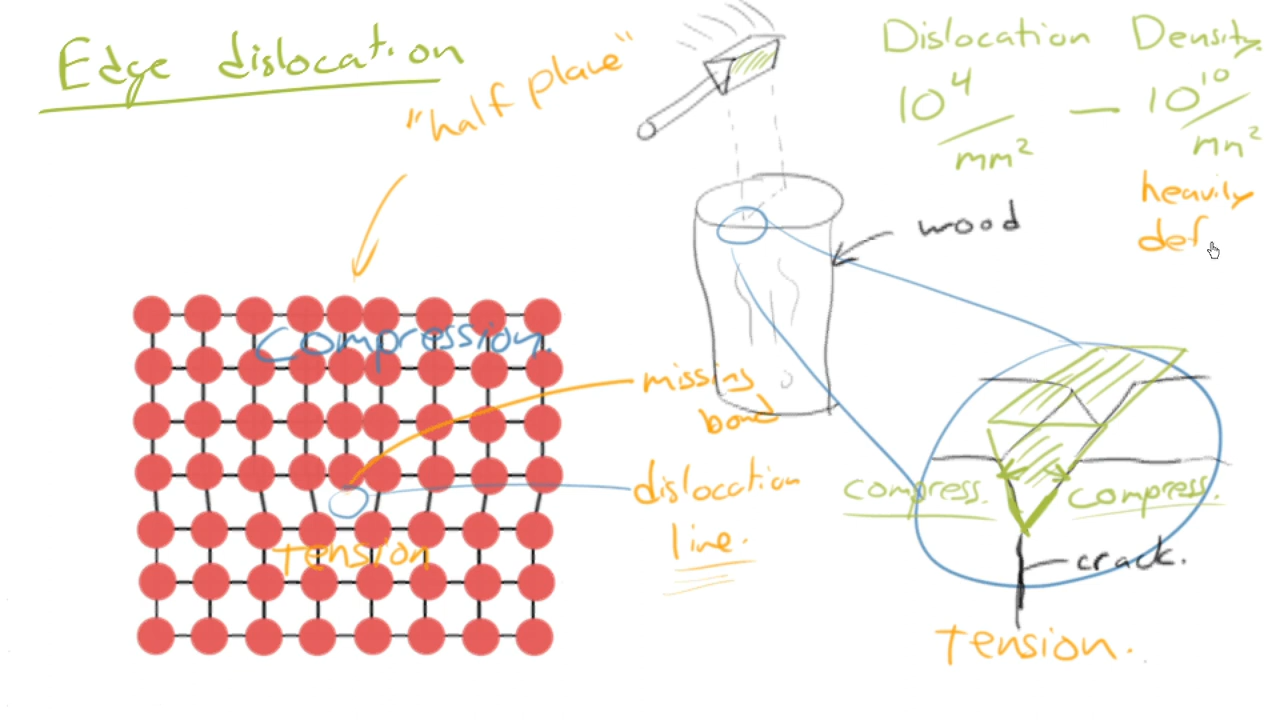 Edge dislocation
"half plane"
Dislocation Density
10⁴/mm² — 10¹⁰/mm²
heavily
def
wood
Compression.
missing
bond
dislocation
line.
Tension
compress. compress.
crack.
Tension.